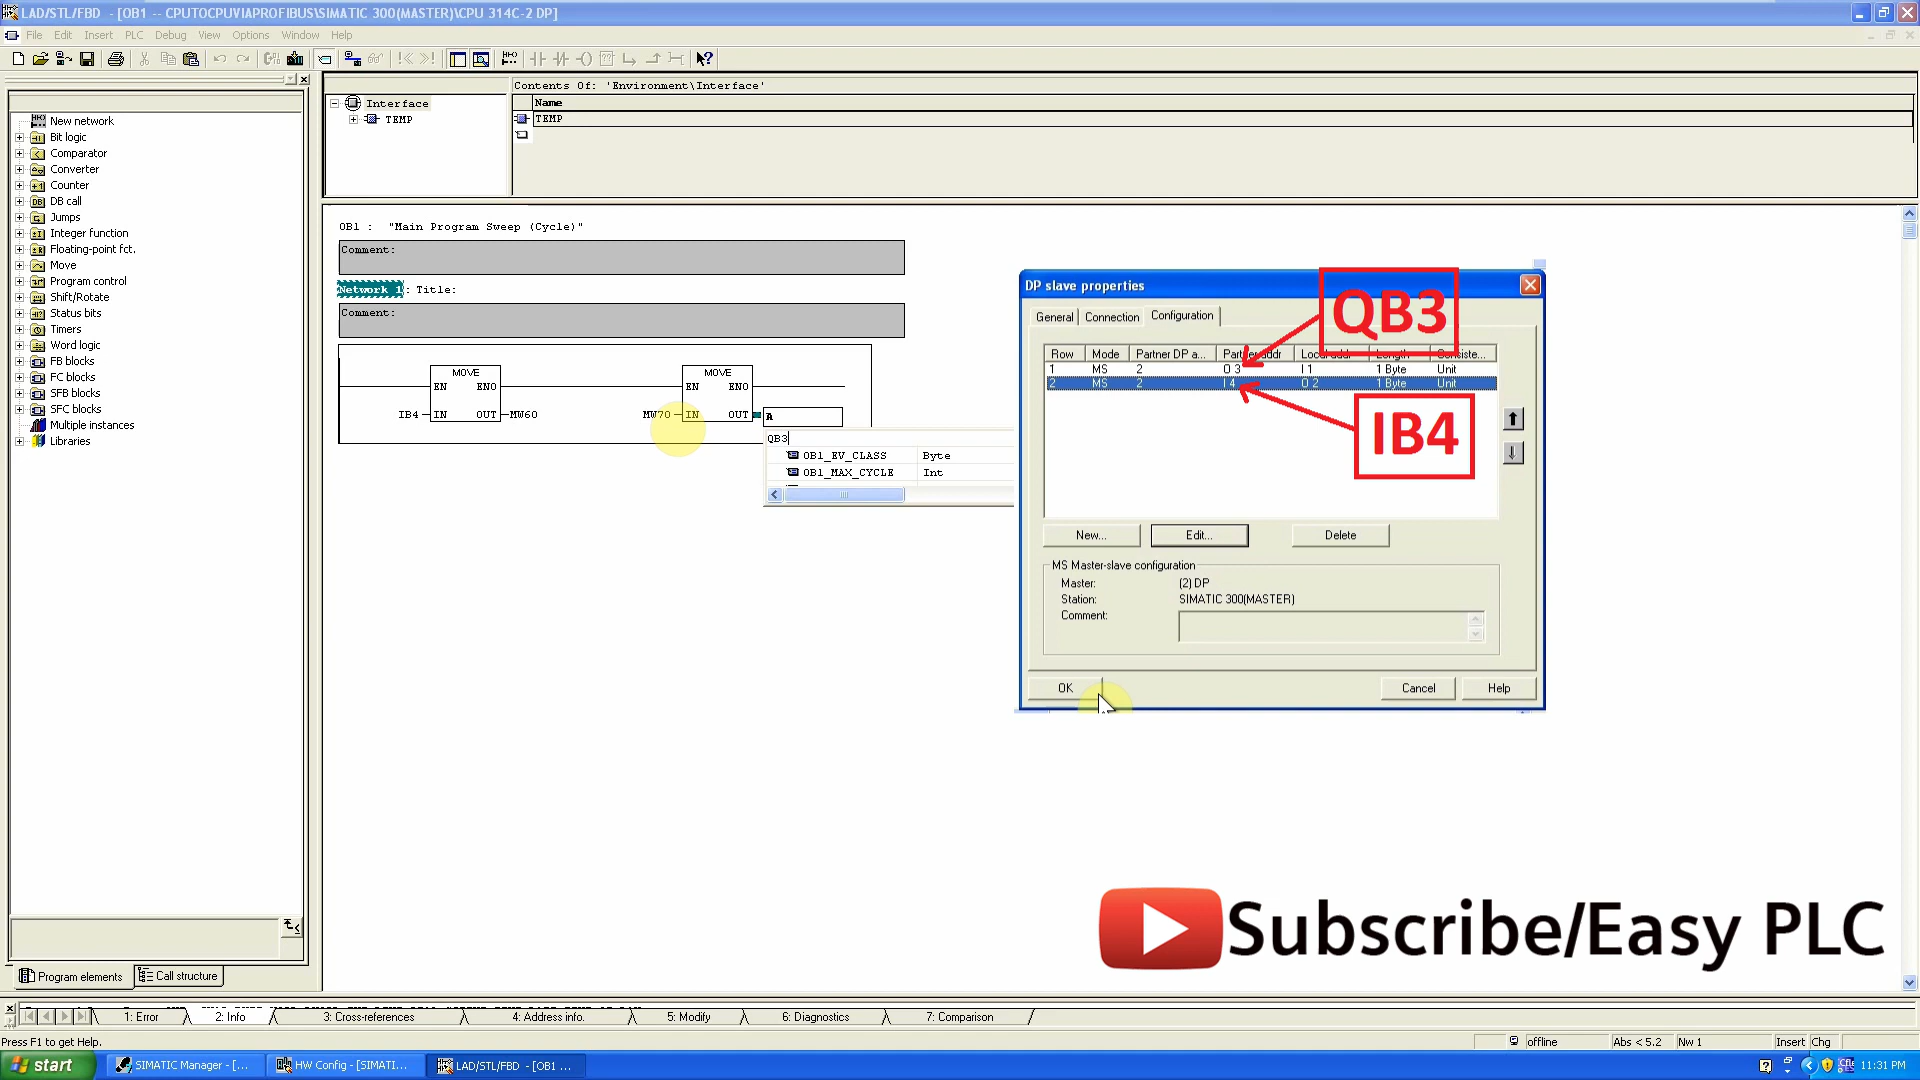 LAD/STL/FBD - [OB1 -- CPUTOCPUVIAPROFIBUS\SIMATIC 300(MASTER)\CPU 314C-2 DP]
File Edit Insert PLC Debug View Options Window Help
New network
Bit logic
Comparator
Converter
Counter
DB call
Jumps
Integer function
Floating-point fct.
Move
Program control
Shift/Rotate
Status bits
Timers
Word logic
FB blocks
FC blocks
SFB blocks
SFC blocks
Multiple instances
Libraries
Program elements
Call structure
Interface
TEMP
Contents Of: 'Environment\Interface'
Name
TEMP
OB1 : "Main Program Sweep (Cycle)"
Comment:
Network 1: Title:
Comment:
MOVE
EN ENO
IB4 IN OUT MW60
MOVE
EN ENO
MW70 IN OUT
QB3
OB1_EV_CLASS Byte
OB1_MAX_CYCLE Int
DP slave properties
General Connection Configuration
QB3
Row Mode Partner DP a... Partner addr Local addr Length Consiste...
1 MS 2 O 3 I 1 1 Byte Unit
2 MS 2 I 4 O 2 1 Byte Unit
IB4
New... Edit... Delete
MS Master-slave configuration
Master: (2) DP
Station: SIMATIC 300(MASTER)
Comment:
OK Cancel Help
Subscribe/Easy PLC
1: Error 2: Info 3: Cross-references 4: Address info. 5: Modify 6: Diagnostics 7: Comparison
Press F1 to get Help.
offline Abs < 5.2 Nw 1 Insert Chg
start SIMATIC Manager - [... HW Config - [SIMATI... LAD/STL/FBD - [OB1 ... 11:31 PM